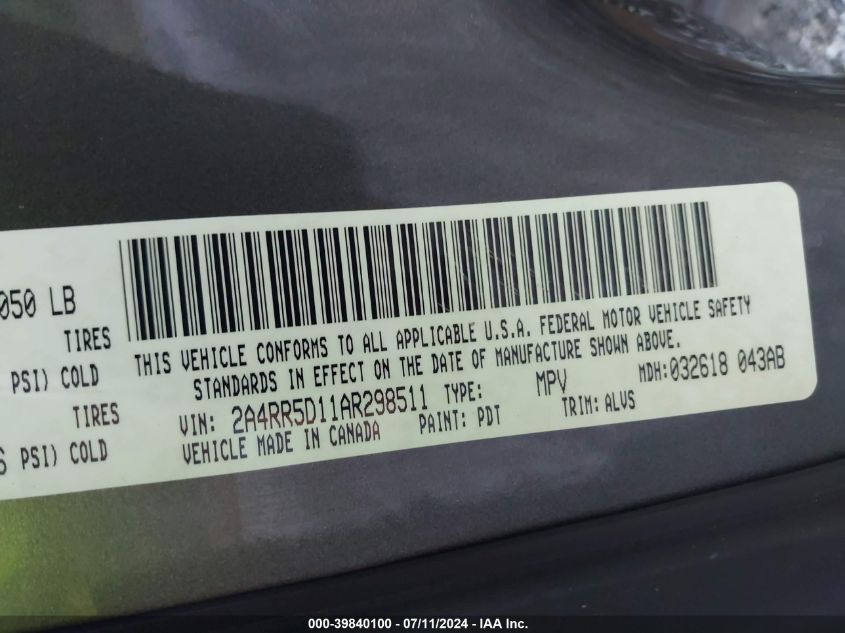 050 LB
TIRES
PSI) COLD
TIRES
PSI) COLD
THIS VEHICLE CONFORMS TO ALL APPLICABLE U.S.A. FEDERAL MOTOR VEHICLE SAFETY
STANDARDS IN EFFECT ON THE DATE OF MANUFACTURE SHOWN ABOVE.
VIN: 2A4RR5D11AR298511 TYPE: MPV MDH:032618 043AB
VEHICLE MADE IN CANADA PAINT: PDT TRIM: ALVS
000-39840100 - 07/11/2024 - IAA Inc.